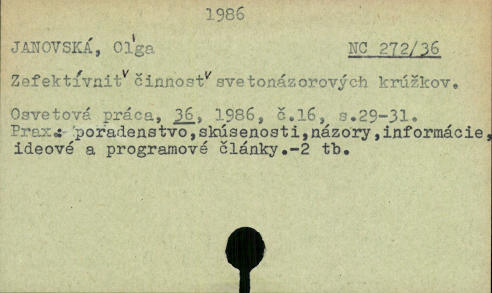 1986
JANOVSKÁ, Oľga NC 272/36
Zefektívniť činnosť svetonázorových krúžkov.
Osvetová práca, 36, 1986, č.16, s.29-31.
Prax.: poradenstvo,skúsenosti,názory,informácie,
ideové a programové články.-2 tb.